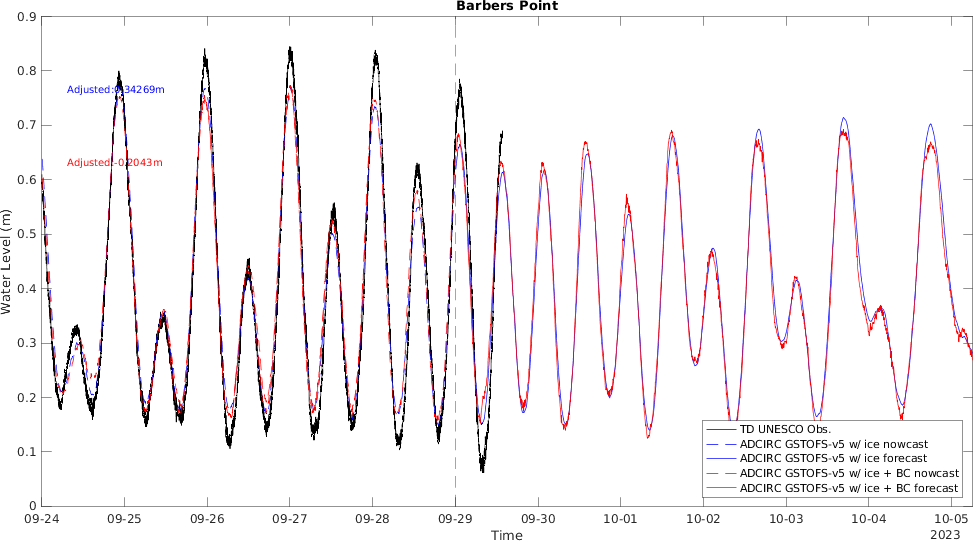 Barbers Point
0.9
0.8
0.7
0.6
0.5
0.4
0.3
0.2
0.1
0
Water Level (m)
Adjusted:0.34269m
Adjusted:-0.2043m
TD UNESCO Obs.
ADCIRC GSTOFS-v5 w/ ice nowcast
ADCIRC GSTOFS-v5 w/ ice forecast
ADCIRC GSTOFS-v5 w/ ice + BC nowcast
ADCIRC GSTOFS-v5 w/ ice + BC forecast
09-24 09-25 09-26 09-27 09-28 09-29 09-30 10-01 10-02 10-03 10-04 10-05
Time
2023